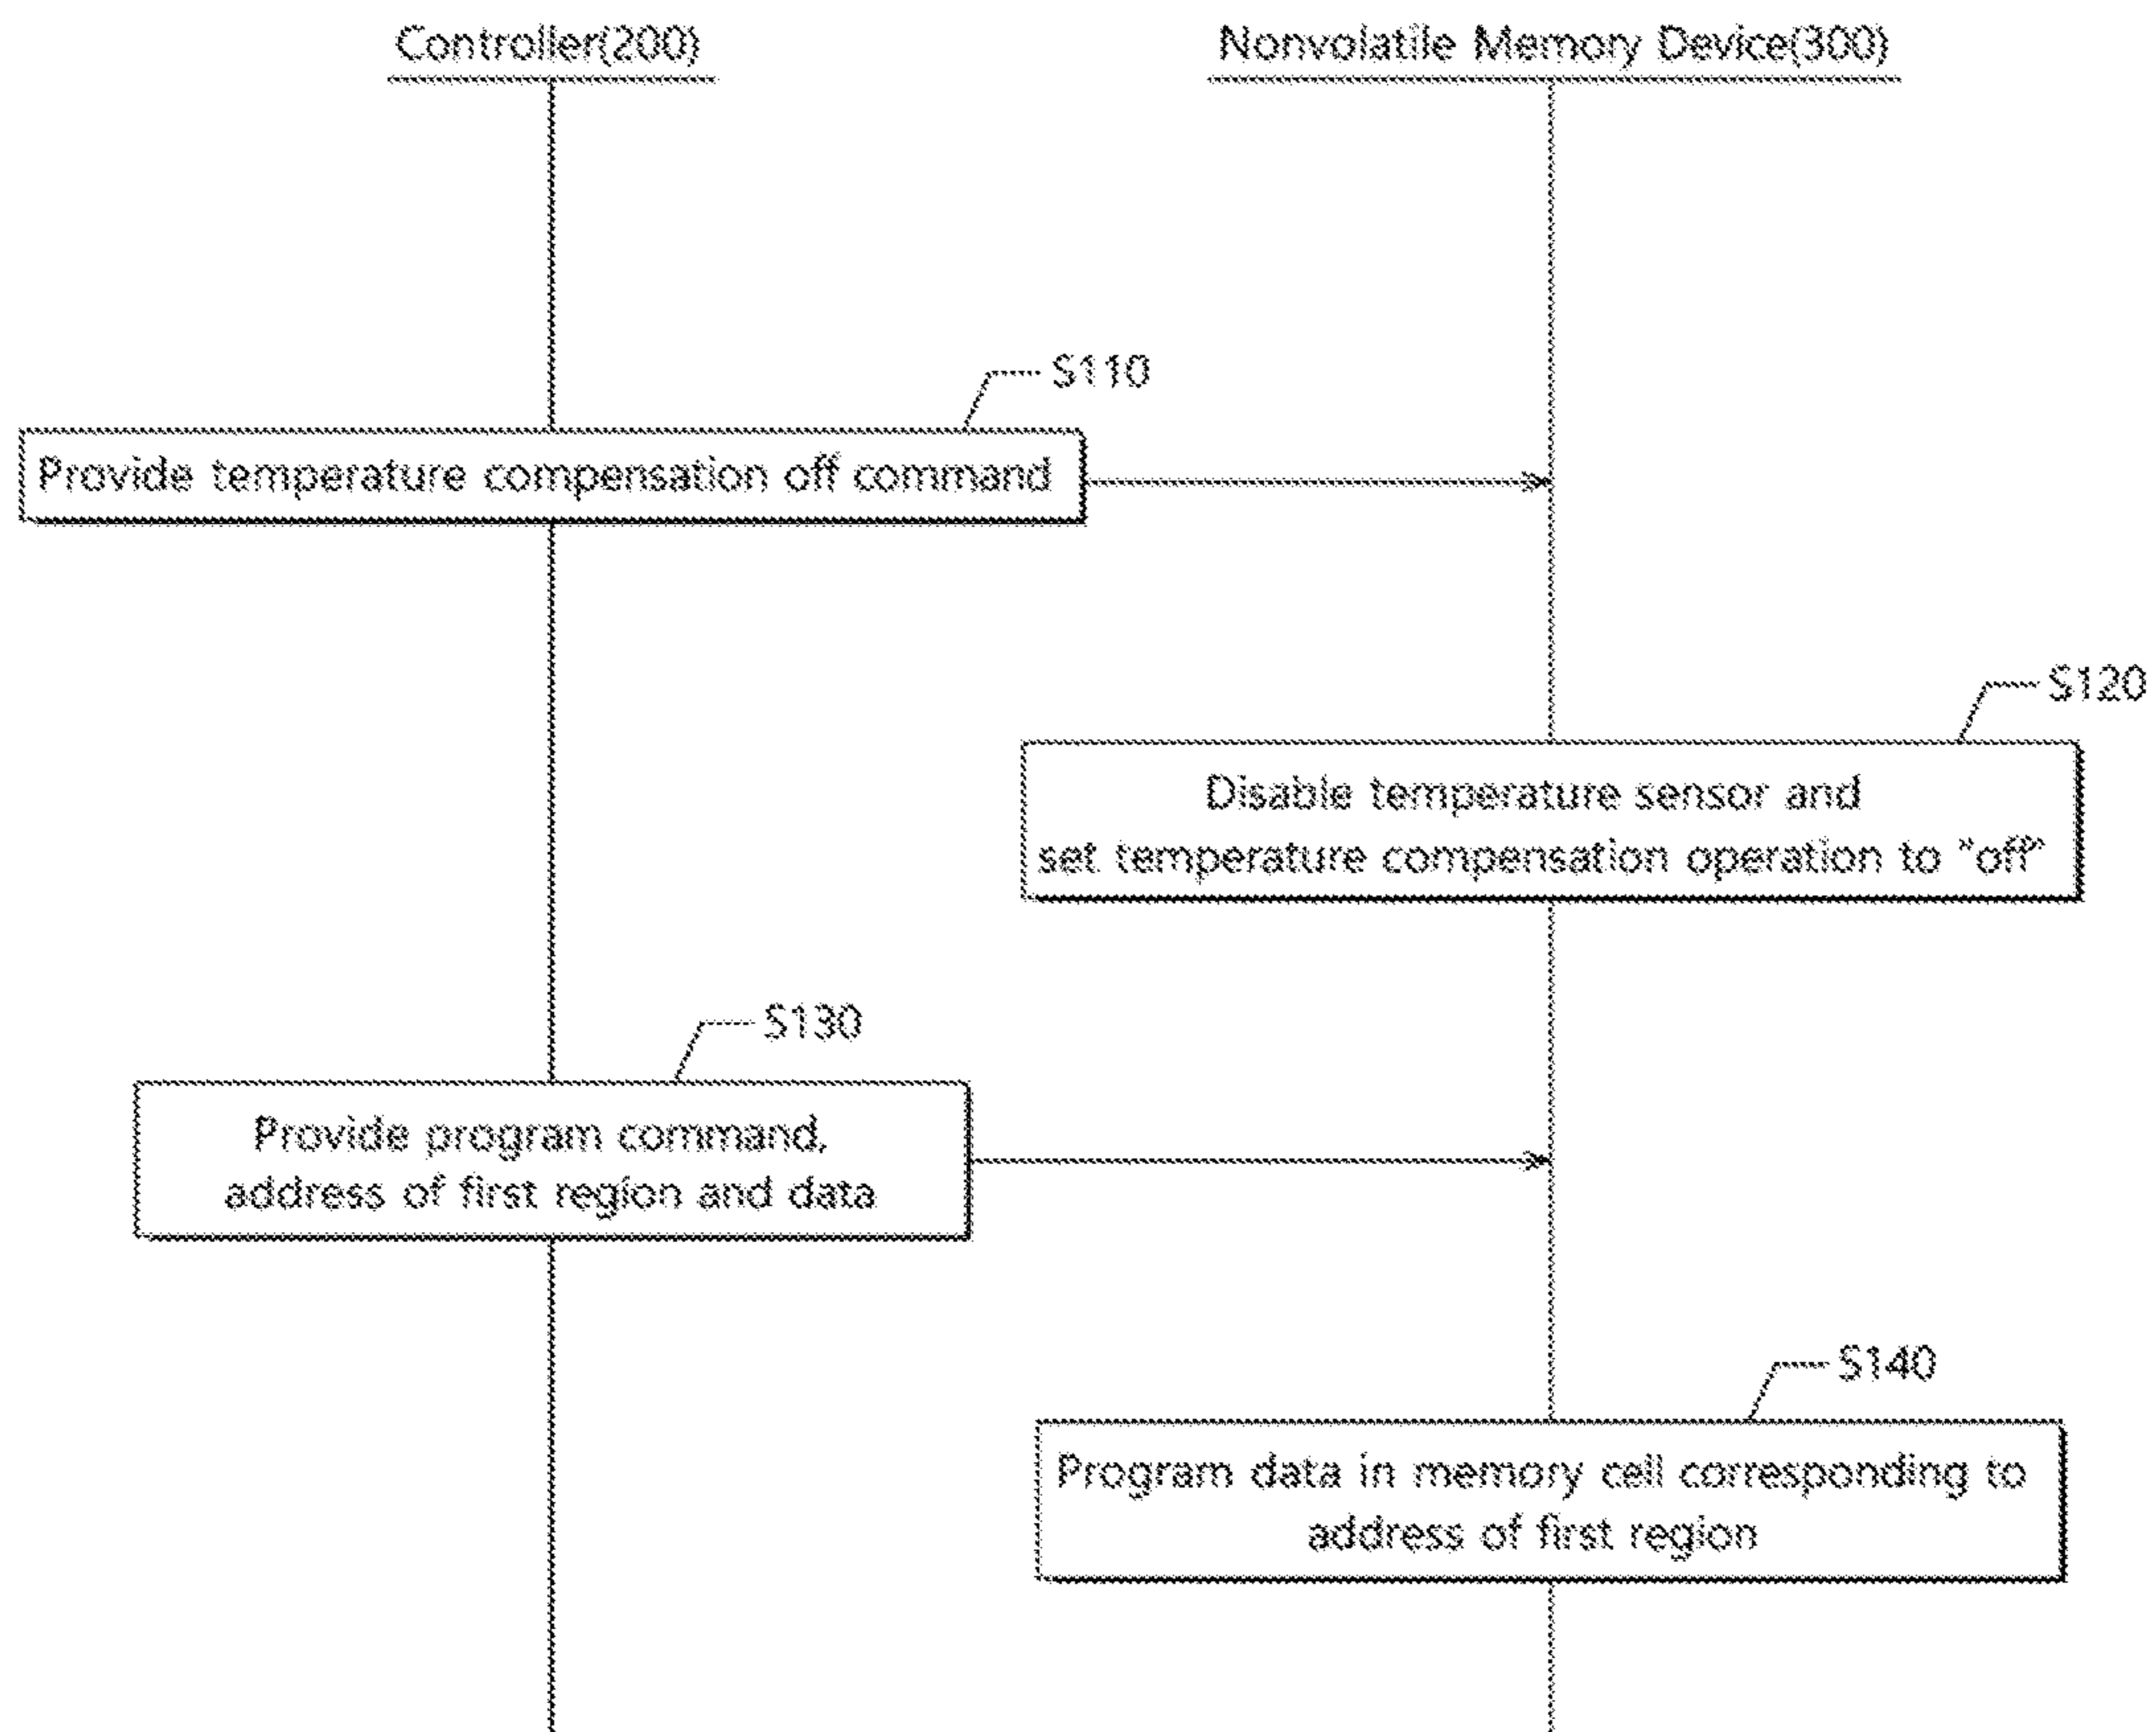 Controller(200)
Nonvolatile Memory Device(300)
S110
Provide temperature compensation off command
S120
Disable temperature sensor and
set temperature compensation operation to "off"
S130
Provide program command,
address of first region and data
S140
Program data in memory cell corresponding to
address of first region